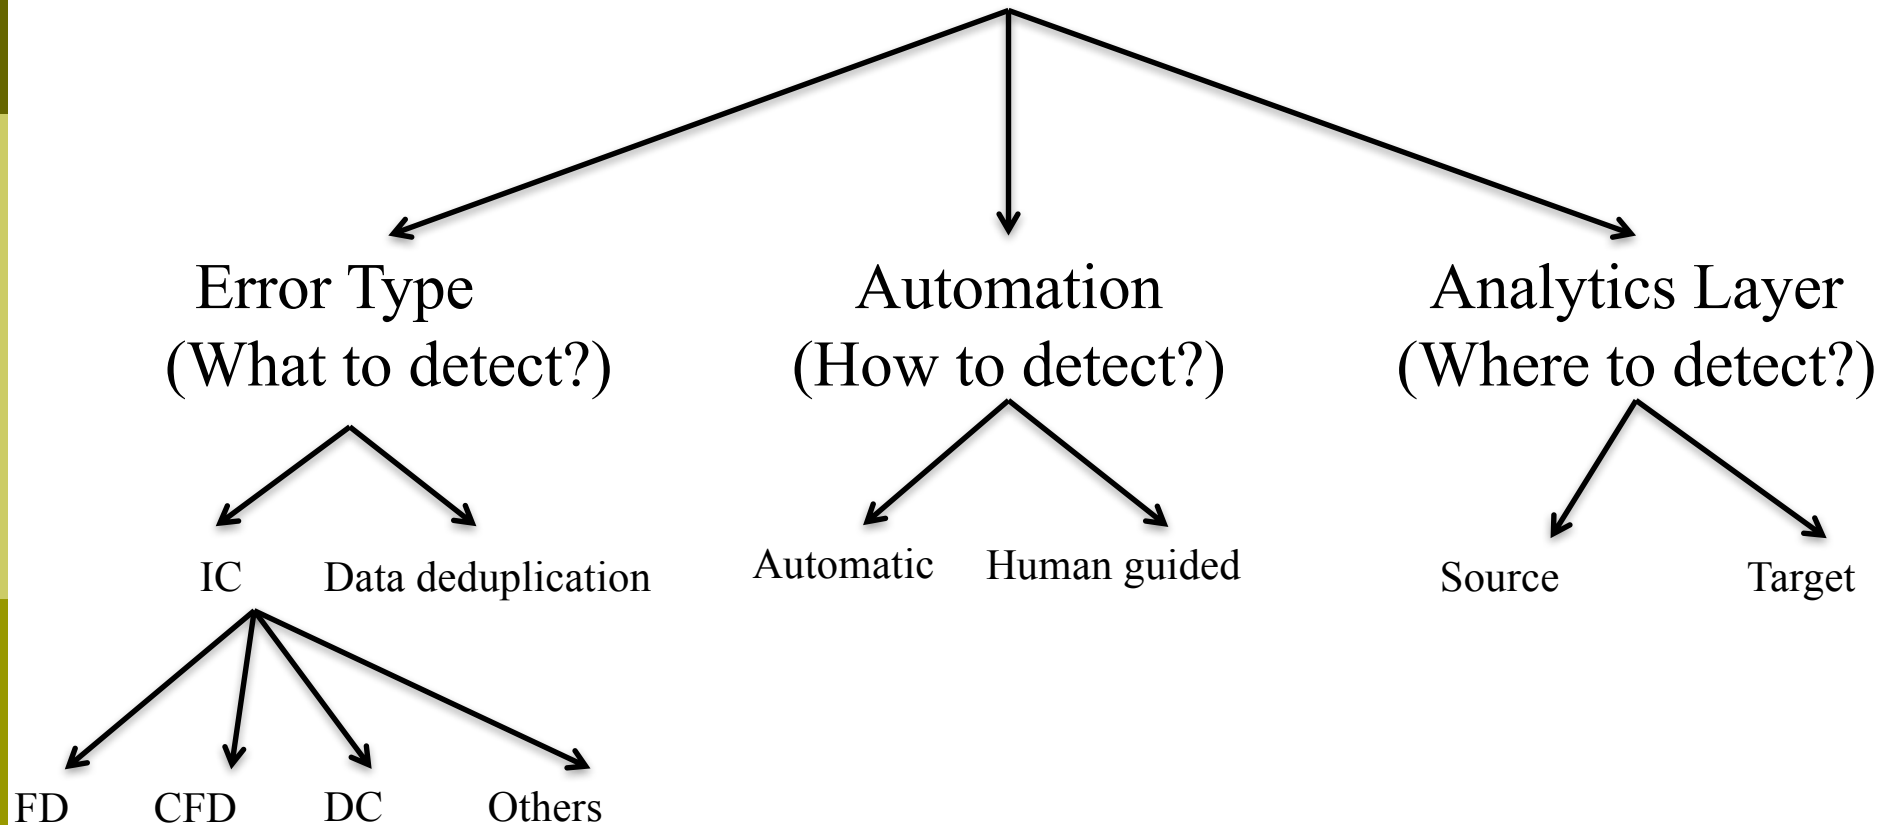 Error Type
(What to detect?)
Automation
(How to detect?)
Analytics Layer
(Where to detect?)
IC
Data deduplication
Automatic
Human guided
Source
Target
FD
CFD
DC
Others